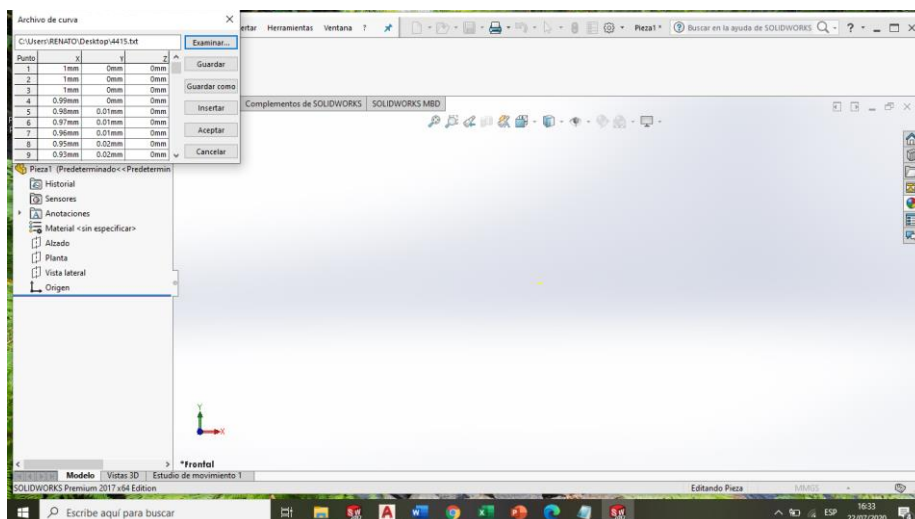 Archivo de curva
C:\Users\RENATO\Desktop\4415.txt Examinar...
Punto X Y Z
1 1mm 0mm 0mm
2 1mm 0mm 0mm
3 1mm 0mm 0mm
4 0.99mm 0mm 0mm
5 0.98mm 0.01mm 0mm
6 0.97mm 0.01mm 0mm
7 0.96mm 0.01mm 0mm
8 0.95mm 0.02mm 0mm
9 0.93mm 0.02mm 0mm
Guardar
Guardar como
Insertar
Aceptar
Cancelar
ertar Herramientas Ventana ? Pieza1 * Buscar en la ayuda de SOLIDWORKS ?
Complementos de SOLIDWORKS SOLIDWORKS MBD
Pieza1 (Predeterminado<<Predetermin
Historial
Sensores
Anotaciones
Material <sin especificar>
Alzado
Planta
Vista lateral
Origen
Y
X
*Frontal
Modelo Vistas 3D Estudio de movimiento 1
SOLIDWORKS Premium 2017 x64 Edition Editando Pieza MMGS
Escribe aquí para buscar ESP 16:33
22/07/2020